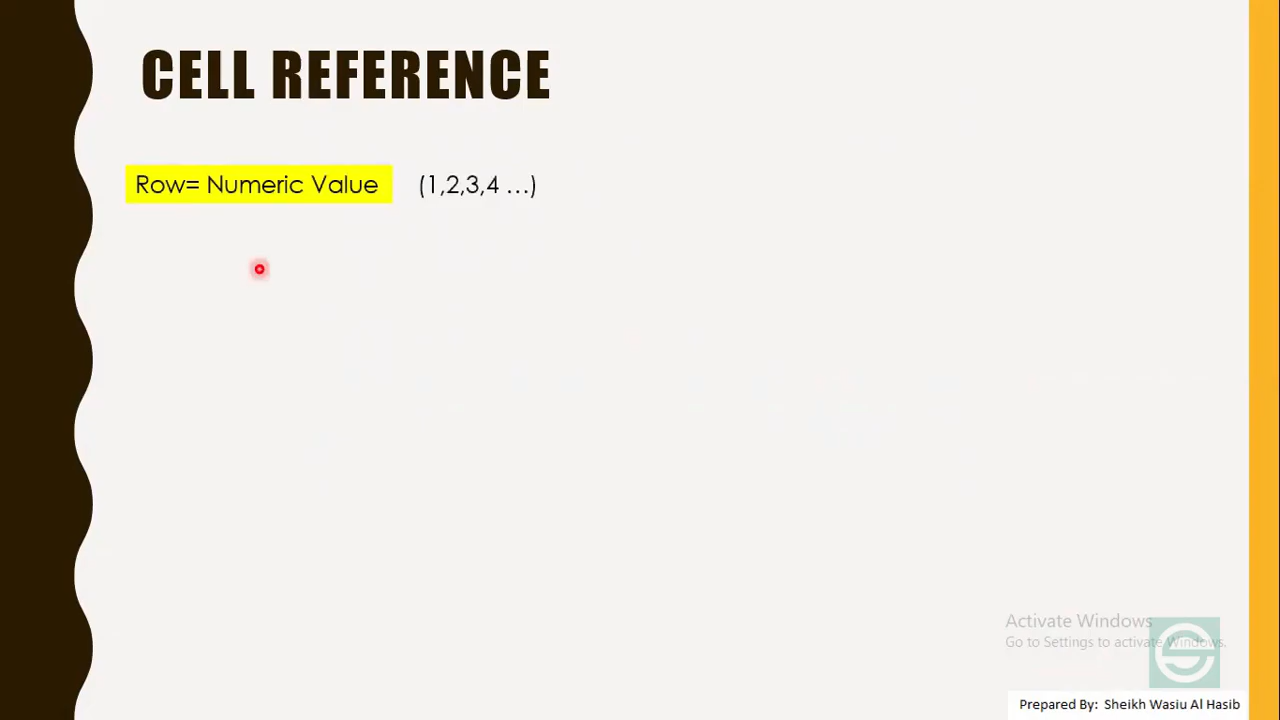 CELL REFERENCE
Row= Numeric Value (1,2,3,4 ...)
Activate Windows
Go to Settings to activate Windows.
Prepared By: Sheikh Wasiu Al Hasib